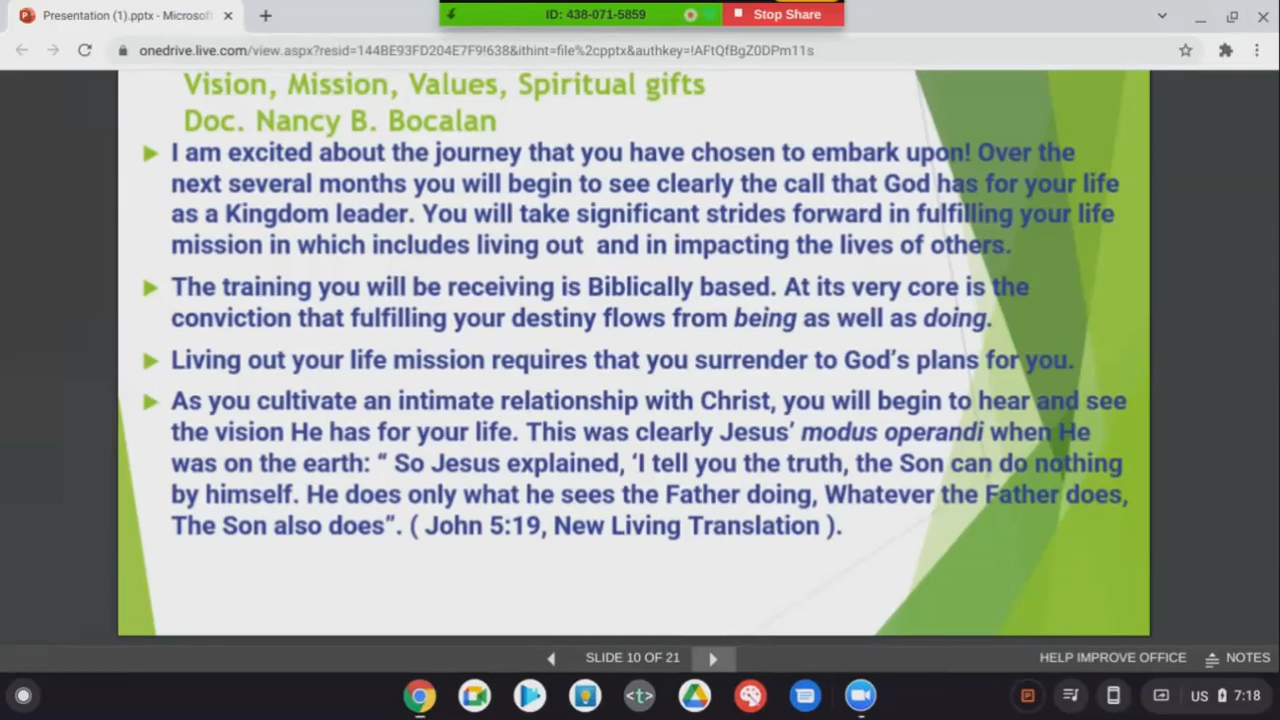 Presentation (1).pptx - Microsoft
ID: 438-071-5859
Stop Share
onedrive.live.com/view.aspx?resid=144BE93FD204E7F9!638&ithint=file%2cpptx&authkey=!AFtQfBgZ0DPm11s
Vision, Mission, Values, Spiritual gifts
Doc. Nancy B. Bocalan
I am excited about the journey that you have chosen to embark upon! Over the
next several months you will begin to see clearly the call that God has for your life
as a Kingdom leader. You will take significant strides forward in fulfilling your life
mission in which includes living out and in impacting the lives of others.
The training you will be receiving is Biblically based. At its very core is the
conviction that fulfilling your destiny flows from being as well as doing.
Living out your life mission requires that you surrender to God's plans for you.
As you cultivate an intimate relationship with Christ, you will begin to hear and see
the vision He has for your life. This was clearly Jesus' modus operandi when He
was on the earth: “ So Jesus explained, ‘I tell you the truth, the Son can do nothing
by himself. He does only what he sees the Father doing, Whatever the Father does,
The Son also does”. ( John 5:19, New Living Translation ).
SLIDE 10 OF 21
HELP IMPROVE OFFICE
NOTES
<t>
US
7:18